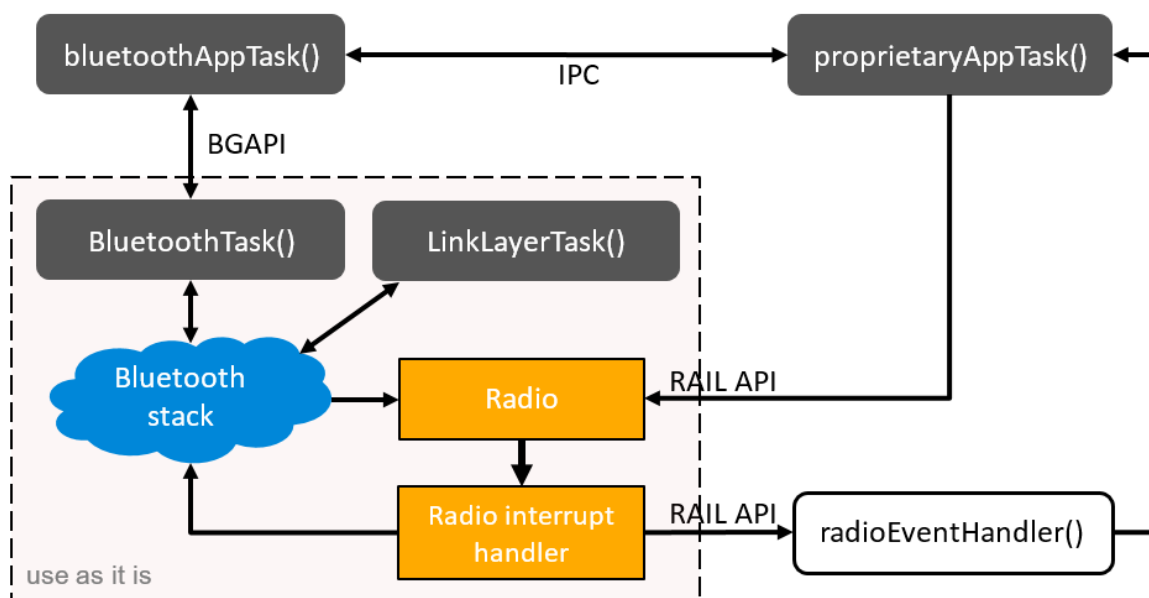 bluetoothAppTask()
IPC
proprietaryAppTask()
BGAPI
BluetoothTask()
LinkLayerTask()
Bluetooth
stack
Radio
RAIL API
Radio interrupt
handler
RAIL API
radioEventHandler()
use as it is